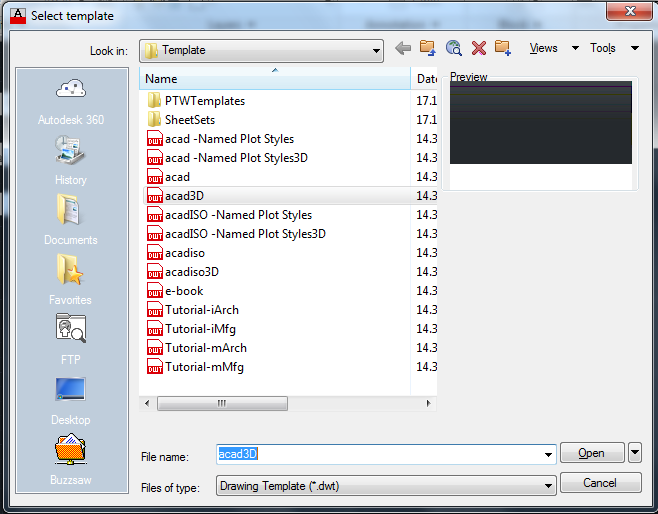 Select template
Look in: Template Views Tools
Name Date
Preview
PTWTemplates 17.1
SheetSets 17.1
acad -Named Plot Styles 14.3
acad -Named Plot Styles3D 14.3
acad 14.3
acad3D 14.3
acadISO -Named Plot Styles 14.3
acadISO -Named Plot Styles3D 14.3
acadiso 14.3
acadiso3D 14.3
e-book 14.3
Tutorial-iArch 14.3
Tutorial-iMfg 14.3
Tutorial-mArch 14.3
Tutorial-mMfg 14.3
Autodesk 360
History
Documents
Favorites
FTP
Desktop
Buzzsaw
File name: acad3D Open
Files of type: Drawing Template (*.dwt) Cancel